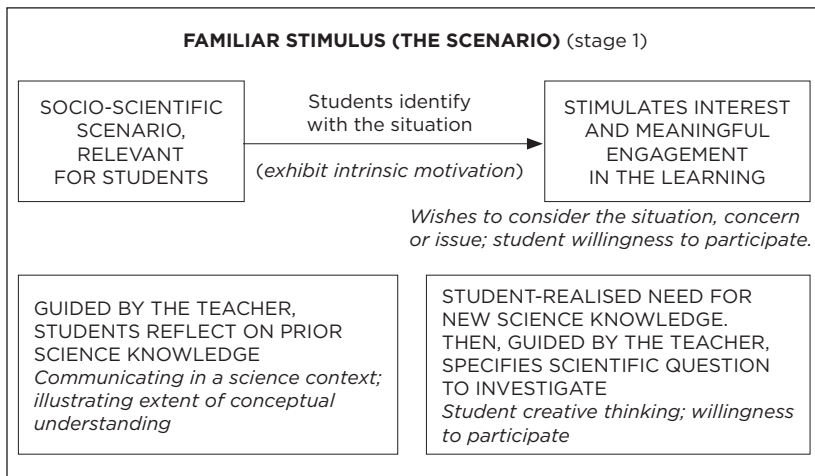 FAMILIAR STIMULUS (THE SCENARIO) (stage 1)
SOCIO-SCIENTIFIC
SCENARIO,
RELEVANT
FOR STUDENTS
Students identify
with the situation
(exhibit intrinsic motivation)
STIMULATES INTEREST
AND MEANINGFUL
ENGAGEMENT
IN THE LEARNING
Wishes to consider the situation, concern
or issue; student willingness to participate.
GUIDED BY THE TEACHER,
STUDENTS REFLECT ON PRIOR
SCIENCE KNOWLEDGE
Communicating in a science context;
illustrating extent of conceptual
understanding
STUDENT-REALISED NEED FOR
NEW SCIENCE KNOWLEDGE.
THEN, GUIDED BY THE TEACHER,
SPECIFIES SCIENTIFIC QUESTION
TO INVESTIGATE
Student creative thinking; willingness
to participate